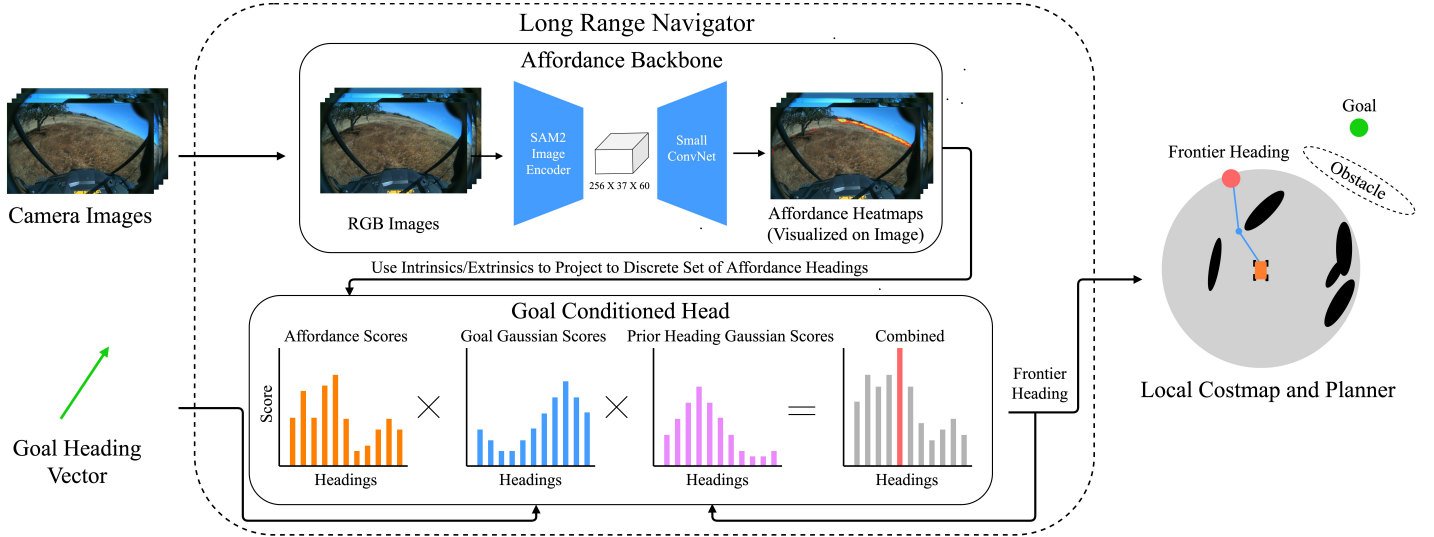 Long Range Navigator
Affordance Backbone
Camera Images
RGB Images
SAM2
Image
Encoder
256 X 37 X 60
Small
ConvNet
Affordance Heatmaps
(Visualized on Image)
Use Intrinsics/Extrinsics to Project to Discrete Set of Affordance Headings
Goal Heading
Vector
Goal Conditioned Head
Affordance Scores
Score
Headings
×
Goal Gaussian Scores
Headings
×
Prior Heading Gaussian Scores
Headings
=
Combined
Headings
Frontier
Heading
Goal
Frontier Heading
Obstacle
Local Costmap and Planner